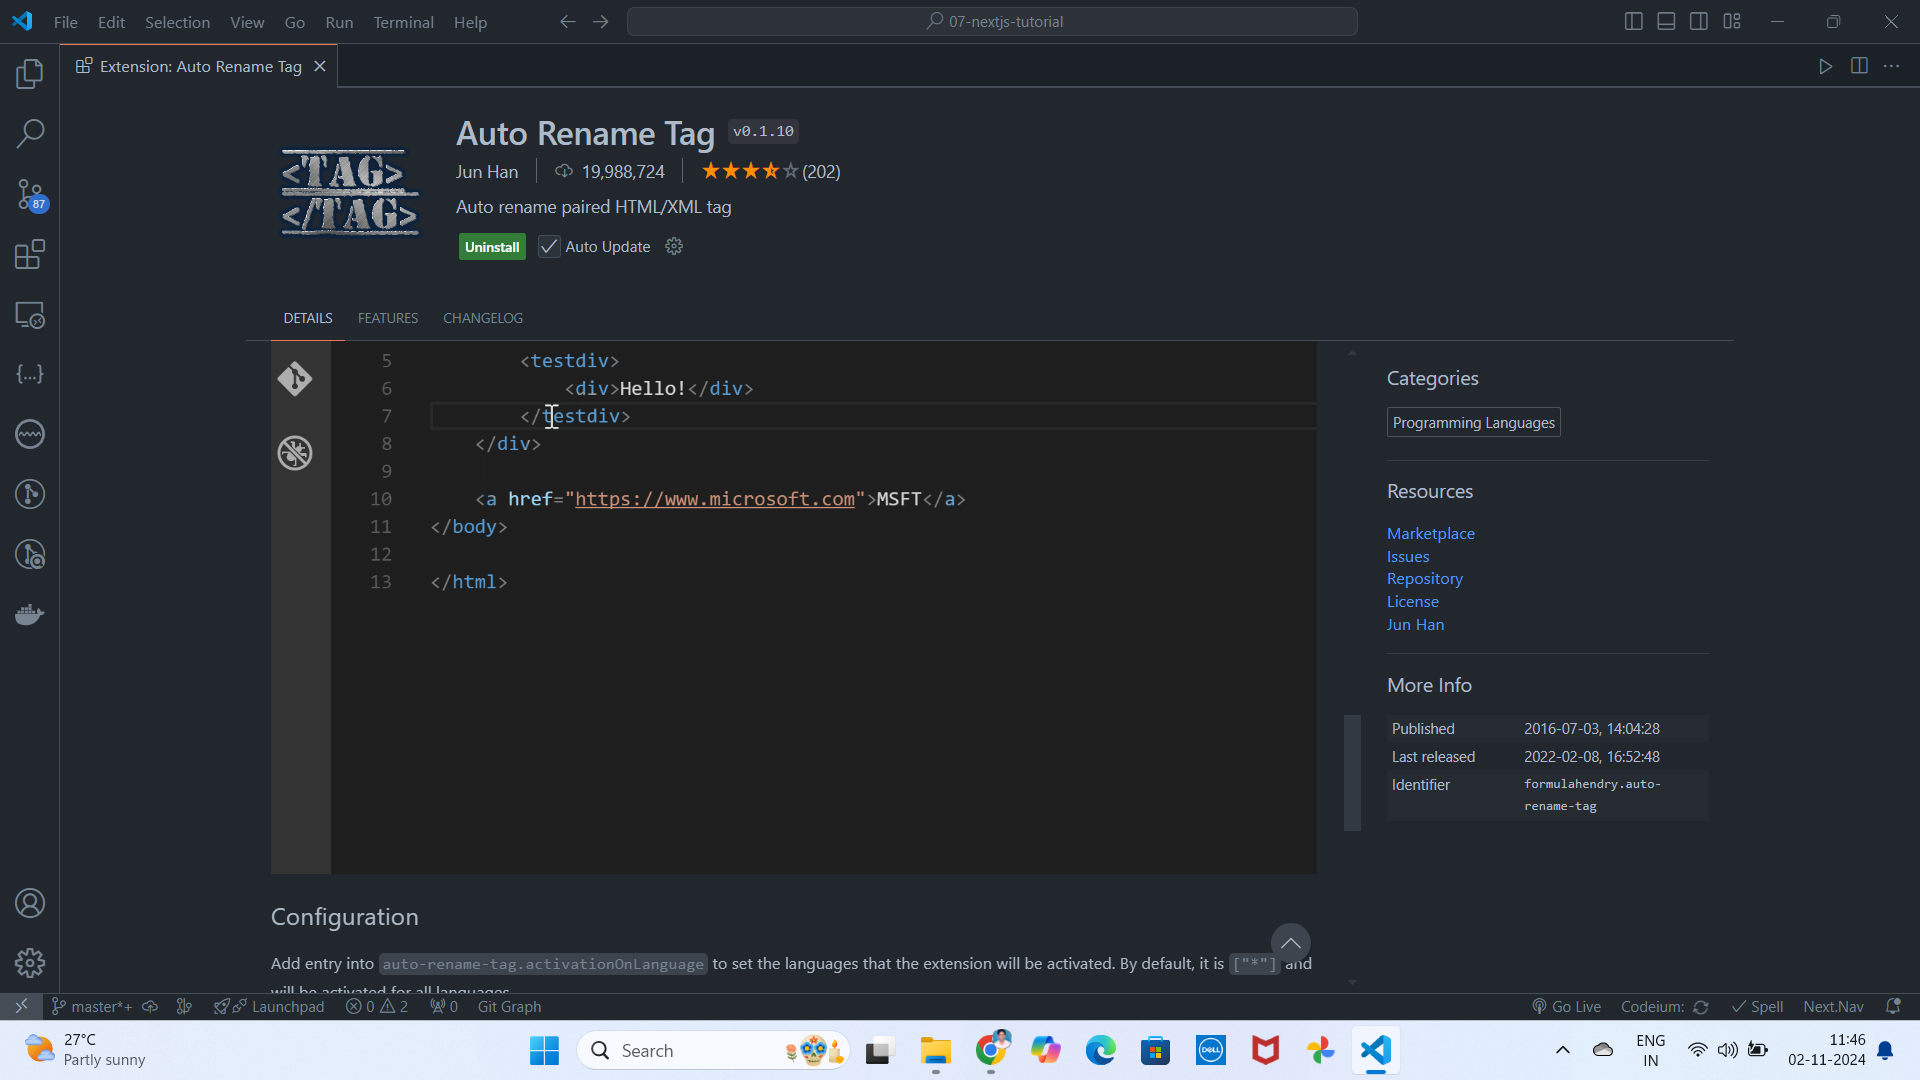 File Edit Selection View Go Run Terminal Help
07-nextjs-tutorial
Extension: Auto Rename Tag
<TAG>
</TAG>
Auto Rename Tag v0.1.10
Jun Han 19,988,724 (202)
Auto rename paired HTML/XML tag
Uninstall Auto Update
87
DETAILS FEATURES CHANGELOG
5 <testdiv>
6 <div>Hello!</div>
7 </testdiv>
8 </div>
9
10 <a href="https://www.microsoft.com">MSFT</a>
11 </body>
12
13 </html>
Categories
Programming Languages
Resources
Marketplace
Issues
Repository
License
Jun Han
More Info
Published 2016-07-03, 14:04:28
Last released 2022-02-08, 16:52:48
Identifier formulahendry.auto-
rename-tag
Configuration
Add entry into auto-rename-tag.activationOnLanguage to set the languages that the extension will be activated. By default, it is ["*"] and
will be activated for all languages.
master*+ Launchpad 0 2 0 Git Graph
Go Live Codeium: Spell Next.Nav
27°C
Partly sunny
Search
DELL
ENG
IN
11:46
02-11-2024